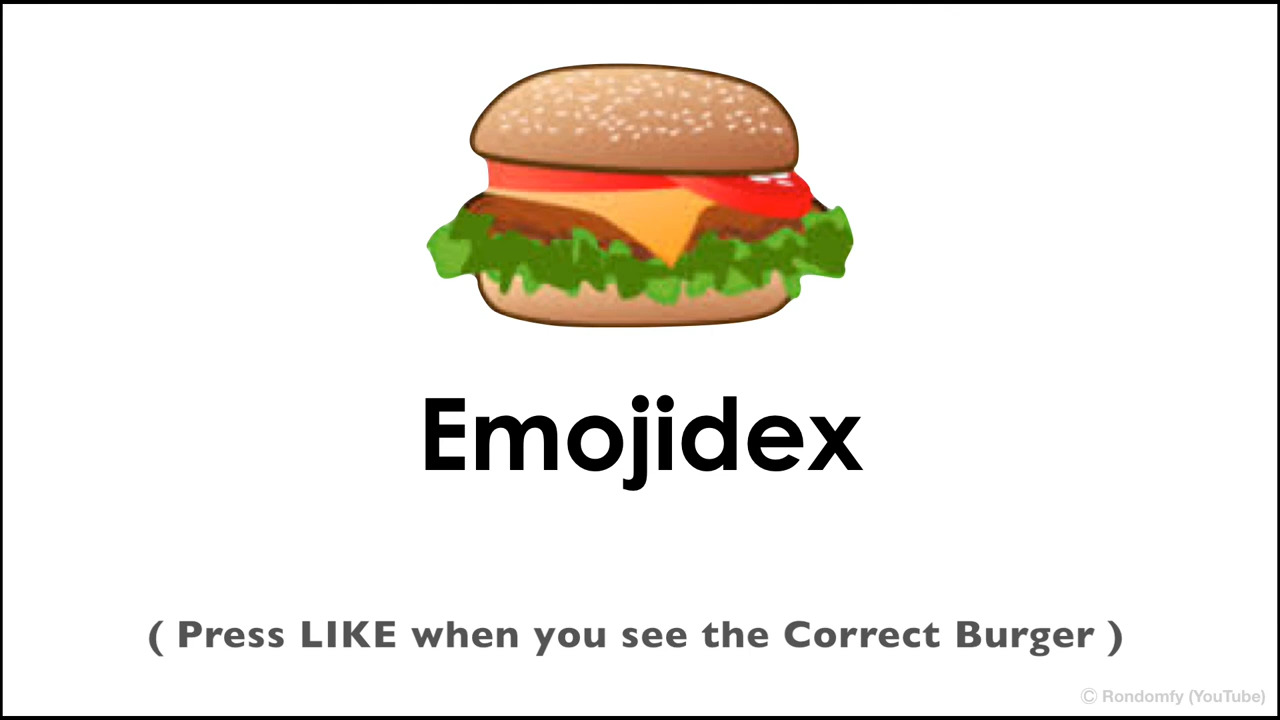 Emojidex
( Press LIKE when you see the Correct Burger )
© Rondomfy (YouTube)